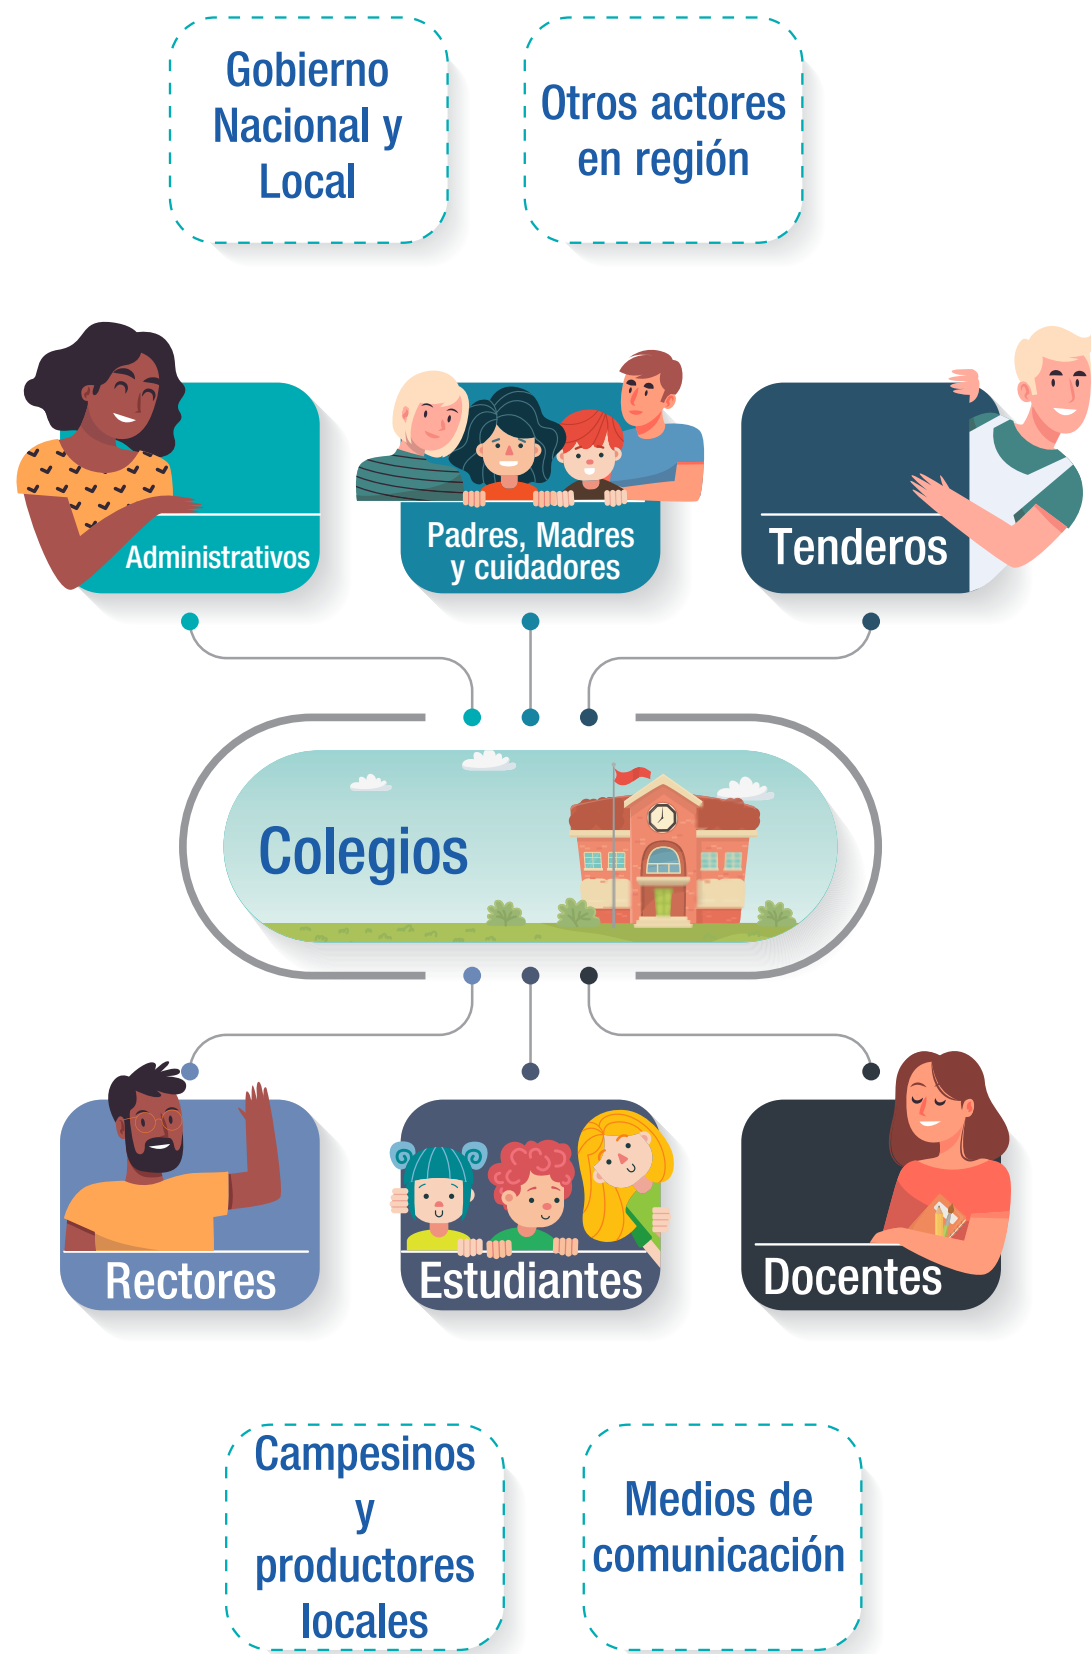 Gobierno
Nacional y
Local
Otros actores
en región
Administrativos
Padres, Madres
y cuidadores
Tenderos
Colegios
Rectores
Estudiantes
Docentes
Campesinos
y
productores
locales
Medios de
comunicación